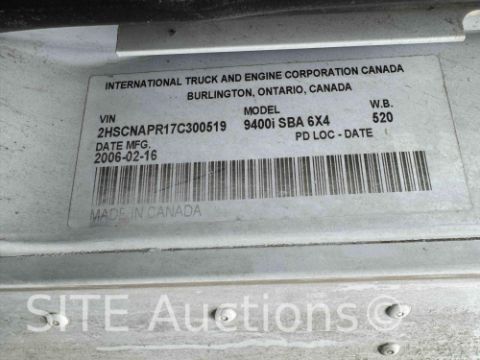 INTERNATIONAL TRUCK AND ENGINE CORPORATION CANADA
BURLINGTON, ONTARIO, CANADA
VIN MODEL W.B.
2HSCNAPR17C300519 9400i SBA 6X4 520
DATE MFG. PD LOC - DATE
2006-02-16
MADE IN CANADA
SITE Auctions.com